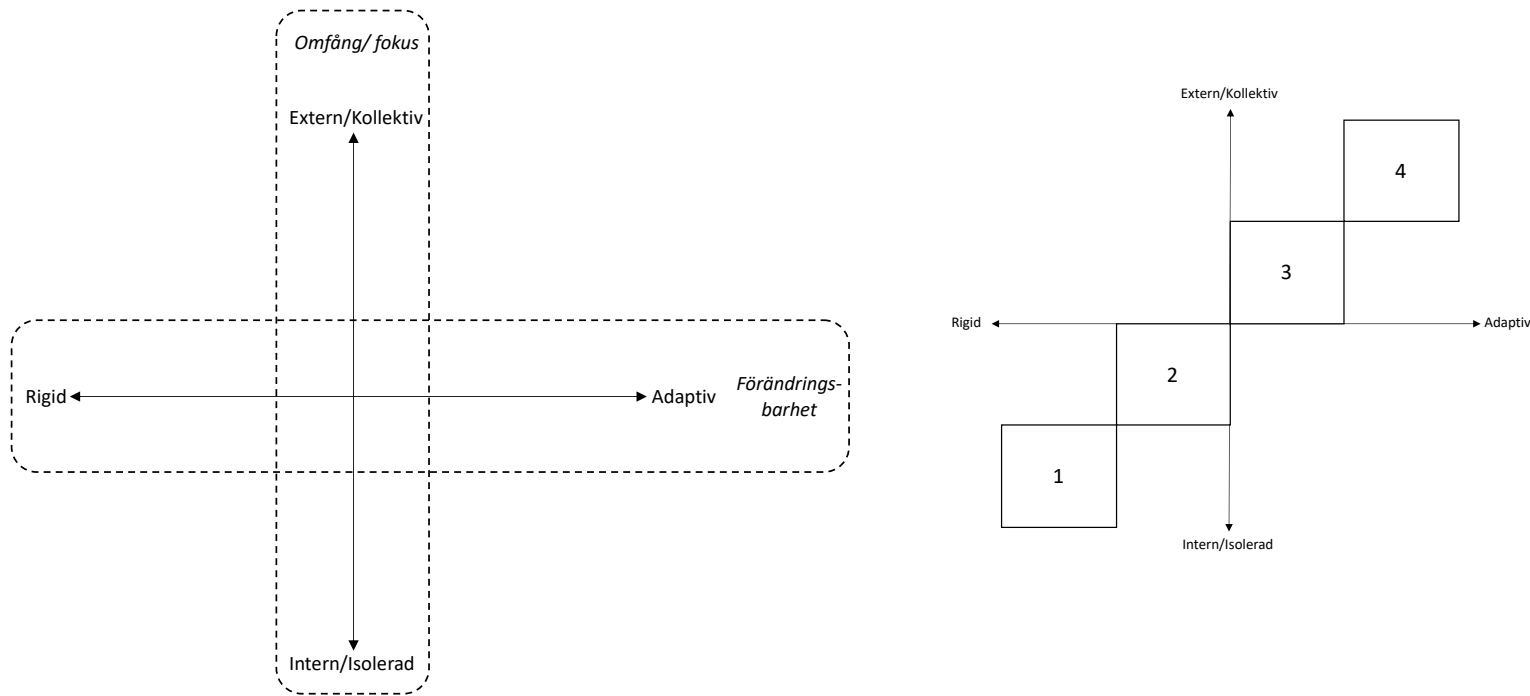 Omfång/ fokus
Extern/Kollektiv
Rigid
Adaptiv
Förändrings-
barhet
Intern/Isolerad
Extern/Kollektiv
4
3
Rigid
Adaptiv
2
1
Intern/Isolerad